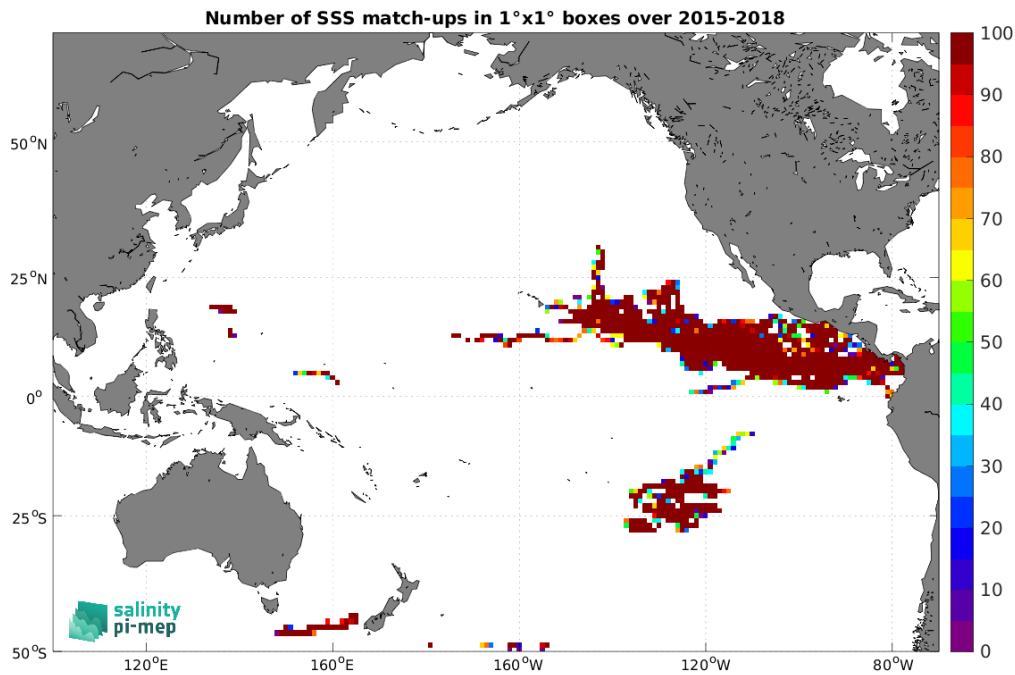 Number of SSS match-ups in 1°x1° boxes over 2015-2018
100
90
80
70
60
50
40
30
20
10
0
50°N
25°N
0°
25°S
50°S
120°E
160°E
160°W
120°W
80°W
salinity
pi-mep